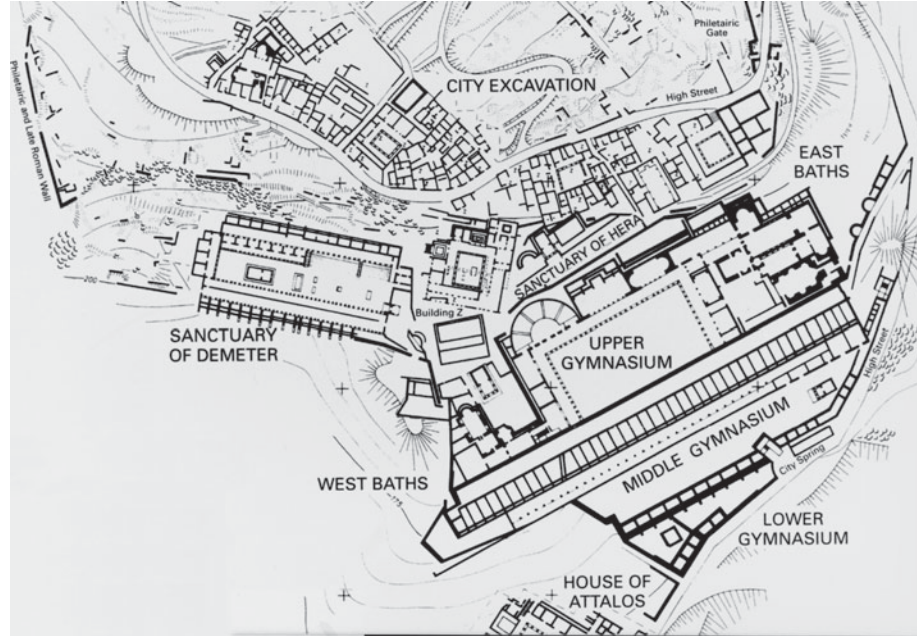 Philetairic
Gate
CITY EXCAVATION
High Street
Philetairic and Late Roman Wall
EAST
BATHS
SANCTUARY OF HERA
200
Building Z
SANCTUARY
OF DEMETER
UPPER
GYMNASIUM
High Street
MIDDLE GYMNASIUM
City Spring
WEST BATHS
175
LOWER
GYMNASIUM
HOUSE OF
ATTALOS